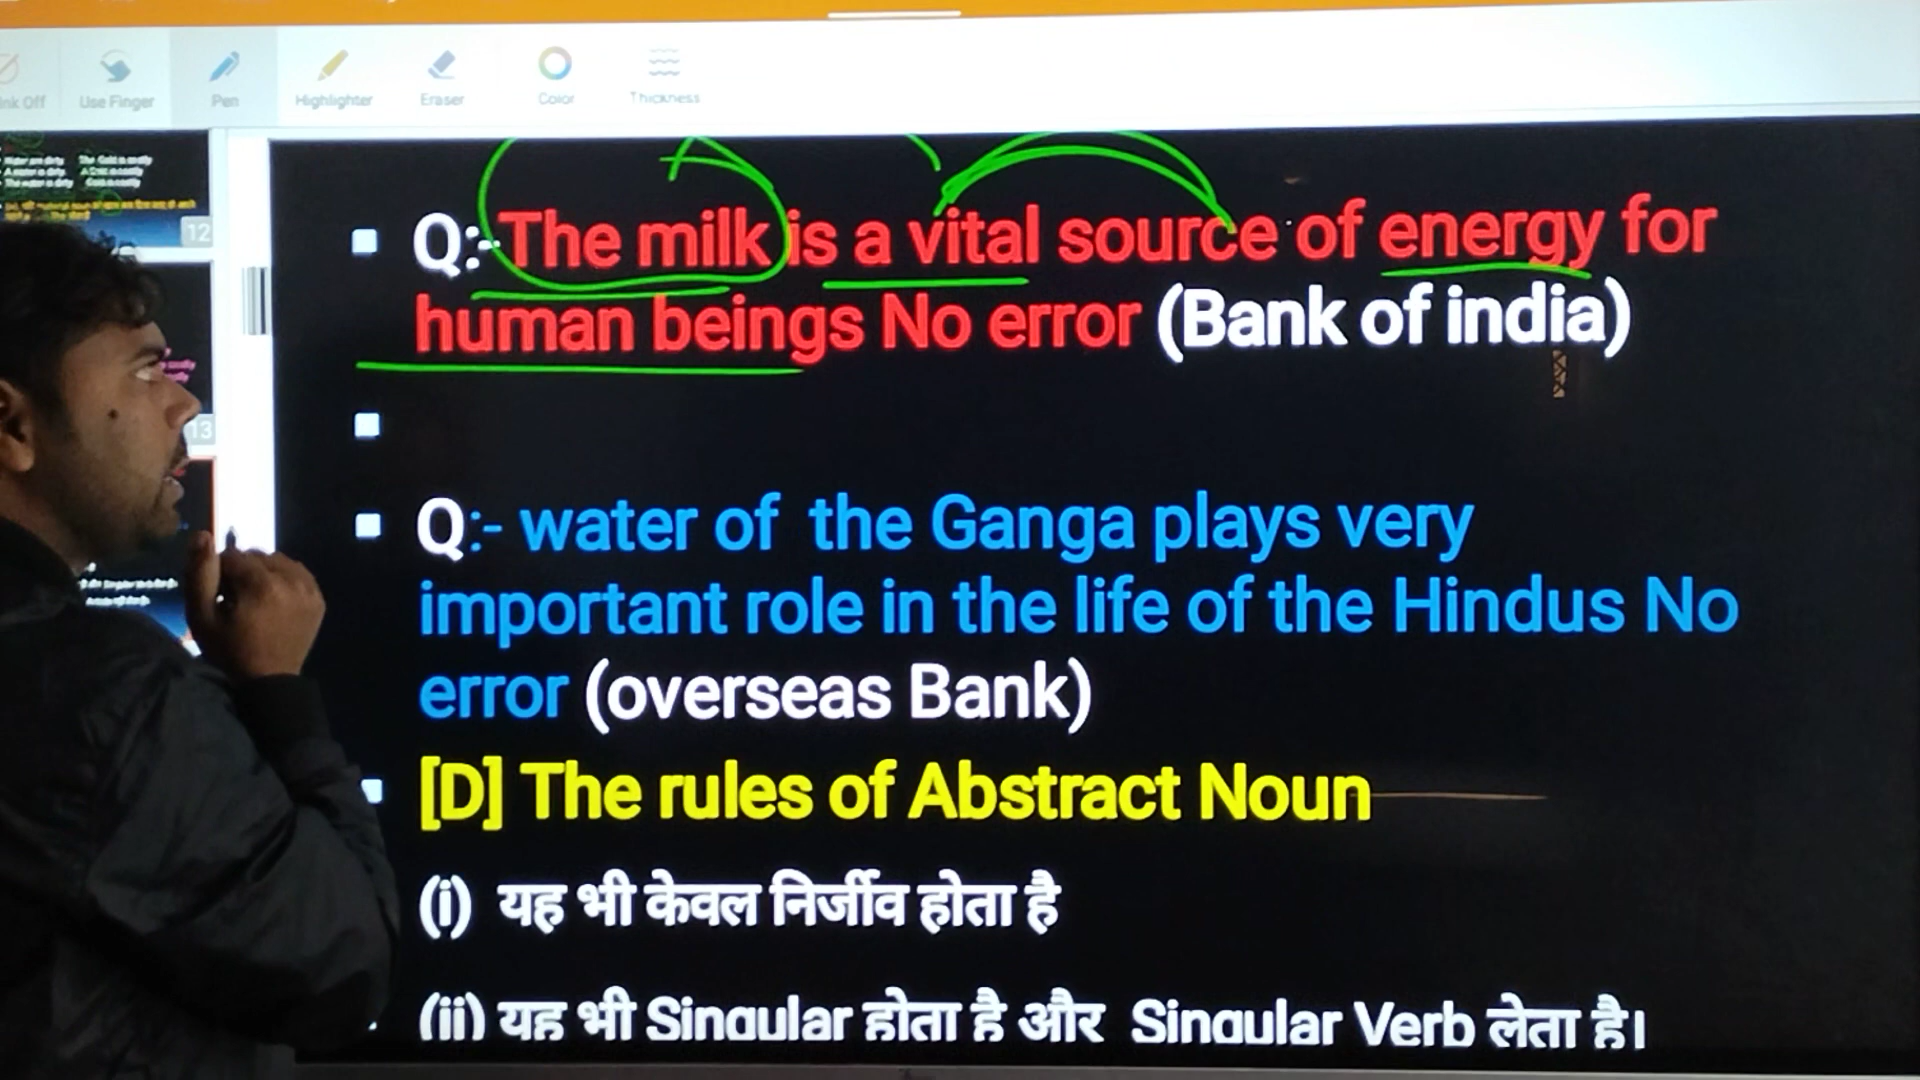 Ink Off
Use Finger
Pen
Highlighter
Eraser
Color
Thickness
12
13
Q:- The milk is a vital source of energy for
human beings No error (Bank of india)
Q:- water of the Ganga plays very
important role in the life of the Hindus No
error (overseas Bank)
[D] The rules of Abstract Noun
(i) यह भी केवल निर्जीव होता है
(ii) यह भी Singular होता है और Singular Verb लेता है।